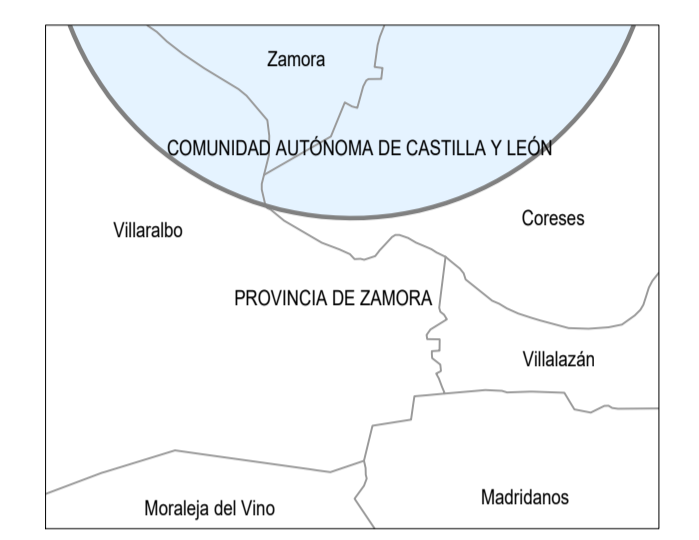 Zamora
COMUNIDAD AUTÓNOMA DE CASTILLA Y LEÓN
Coreses
Villaralbo
PROVINCIA DE ZAMORA
Villalazán
Madridanos
Moraleja del Vino